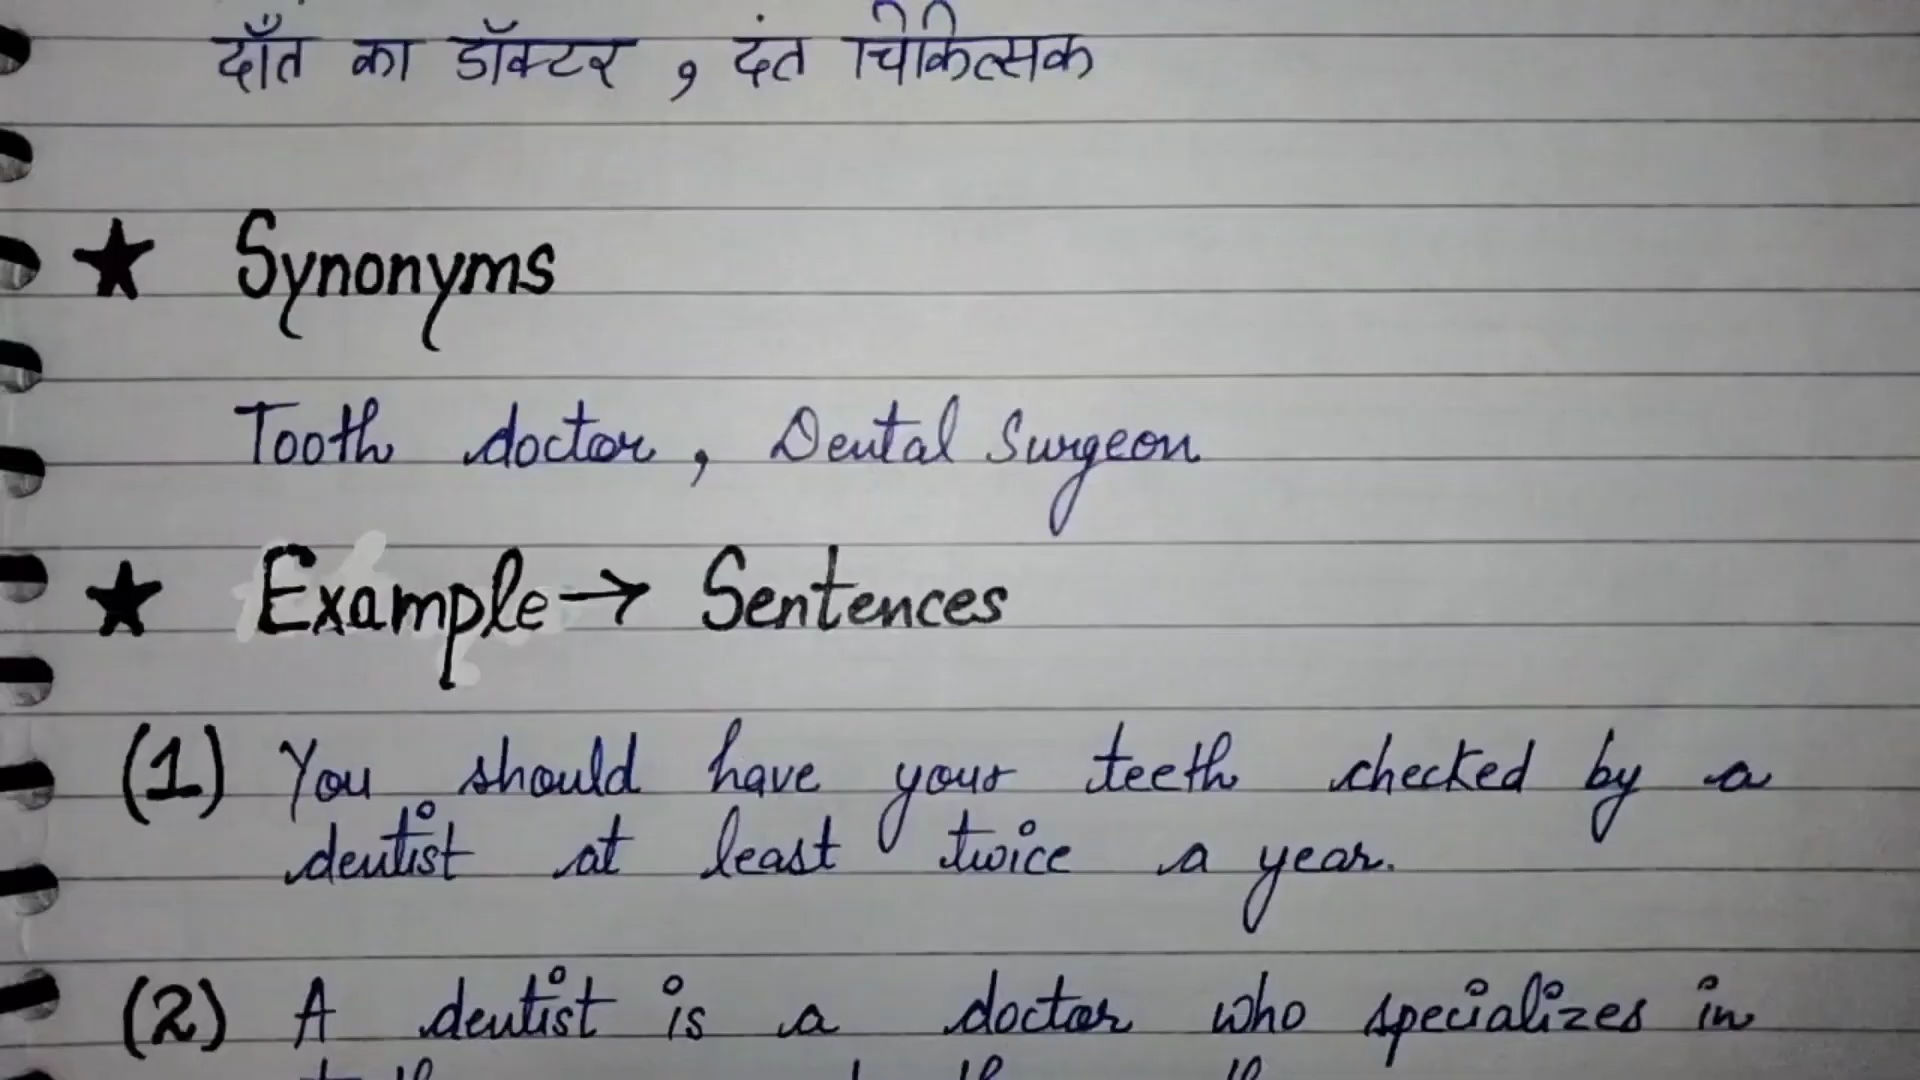 दाँत का डॉक्टर , दंत चिकित्सक
★ Synonyms
Tooth doctor, Dental Surgeon
★ Example → Sentences
(1) You should have your teeth checked by a
dentist at least twice a year.
(2) A dentist is a doctor who specializes in